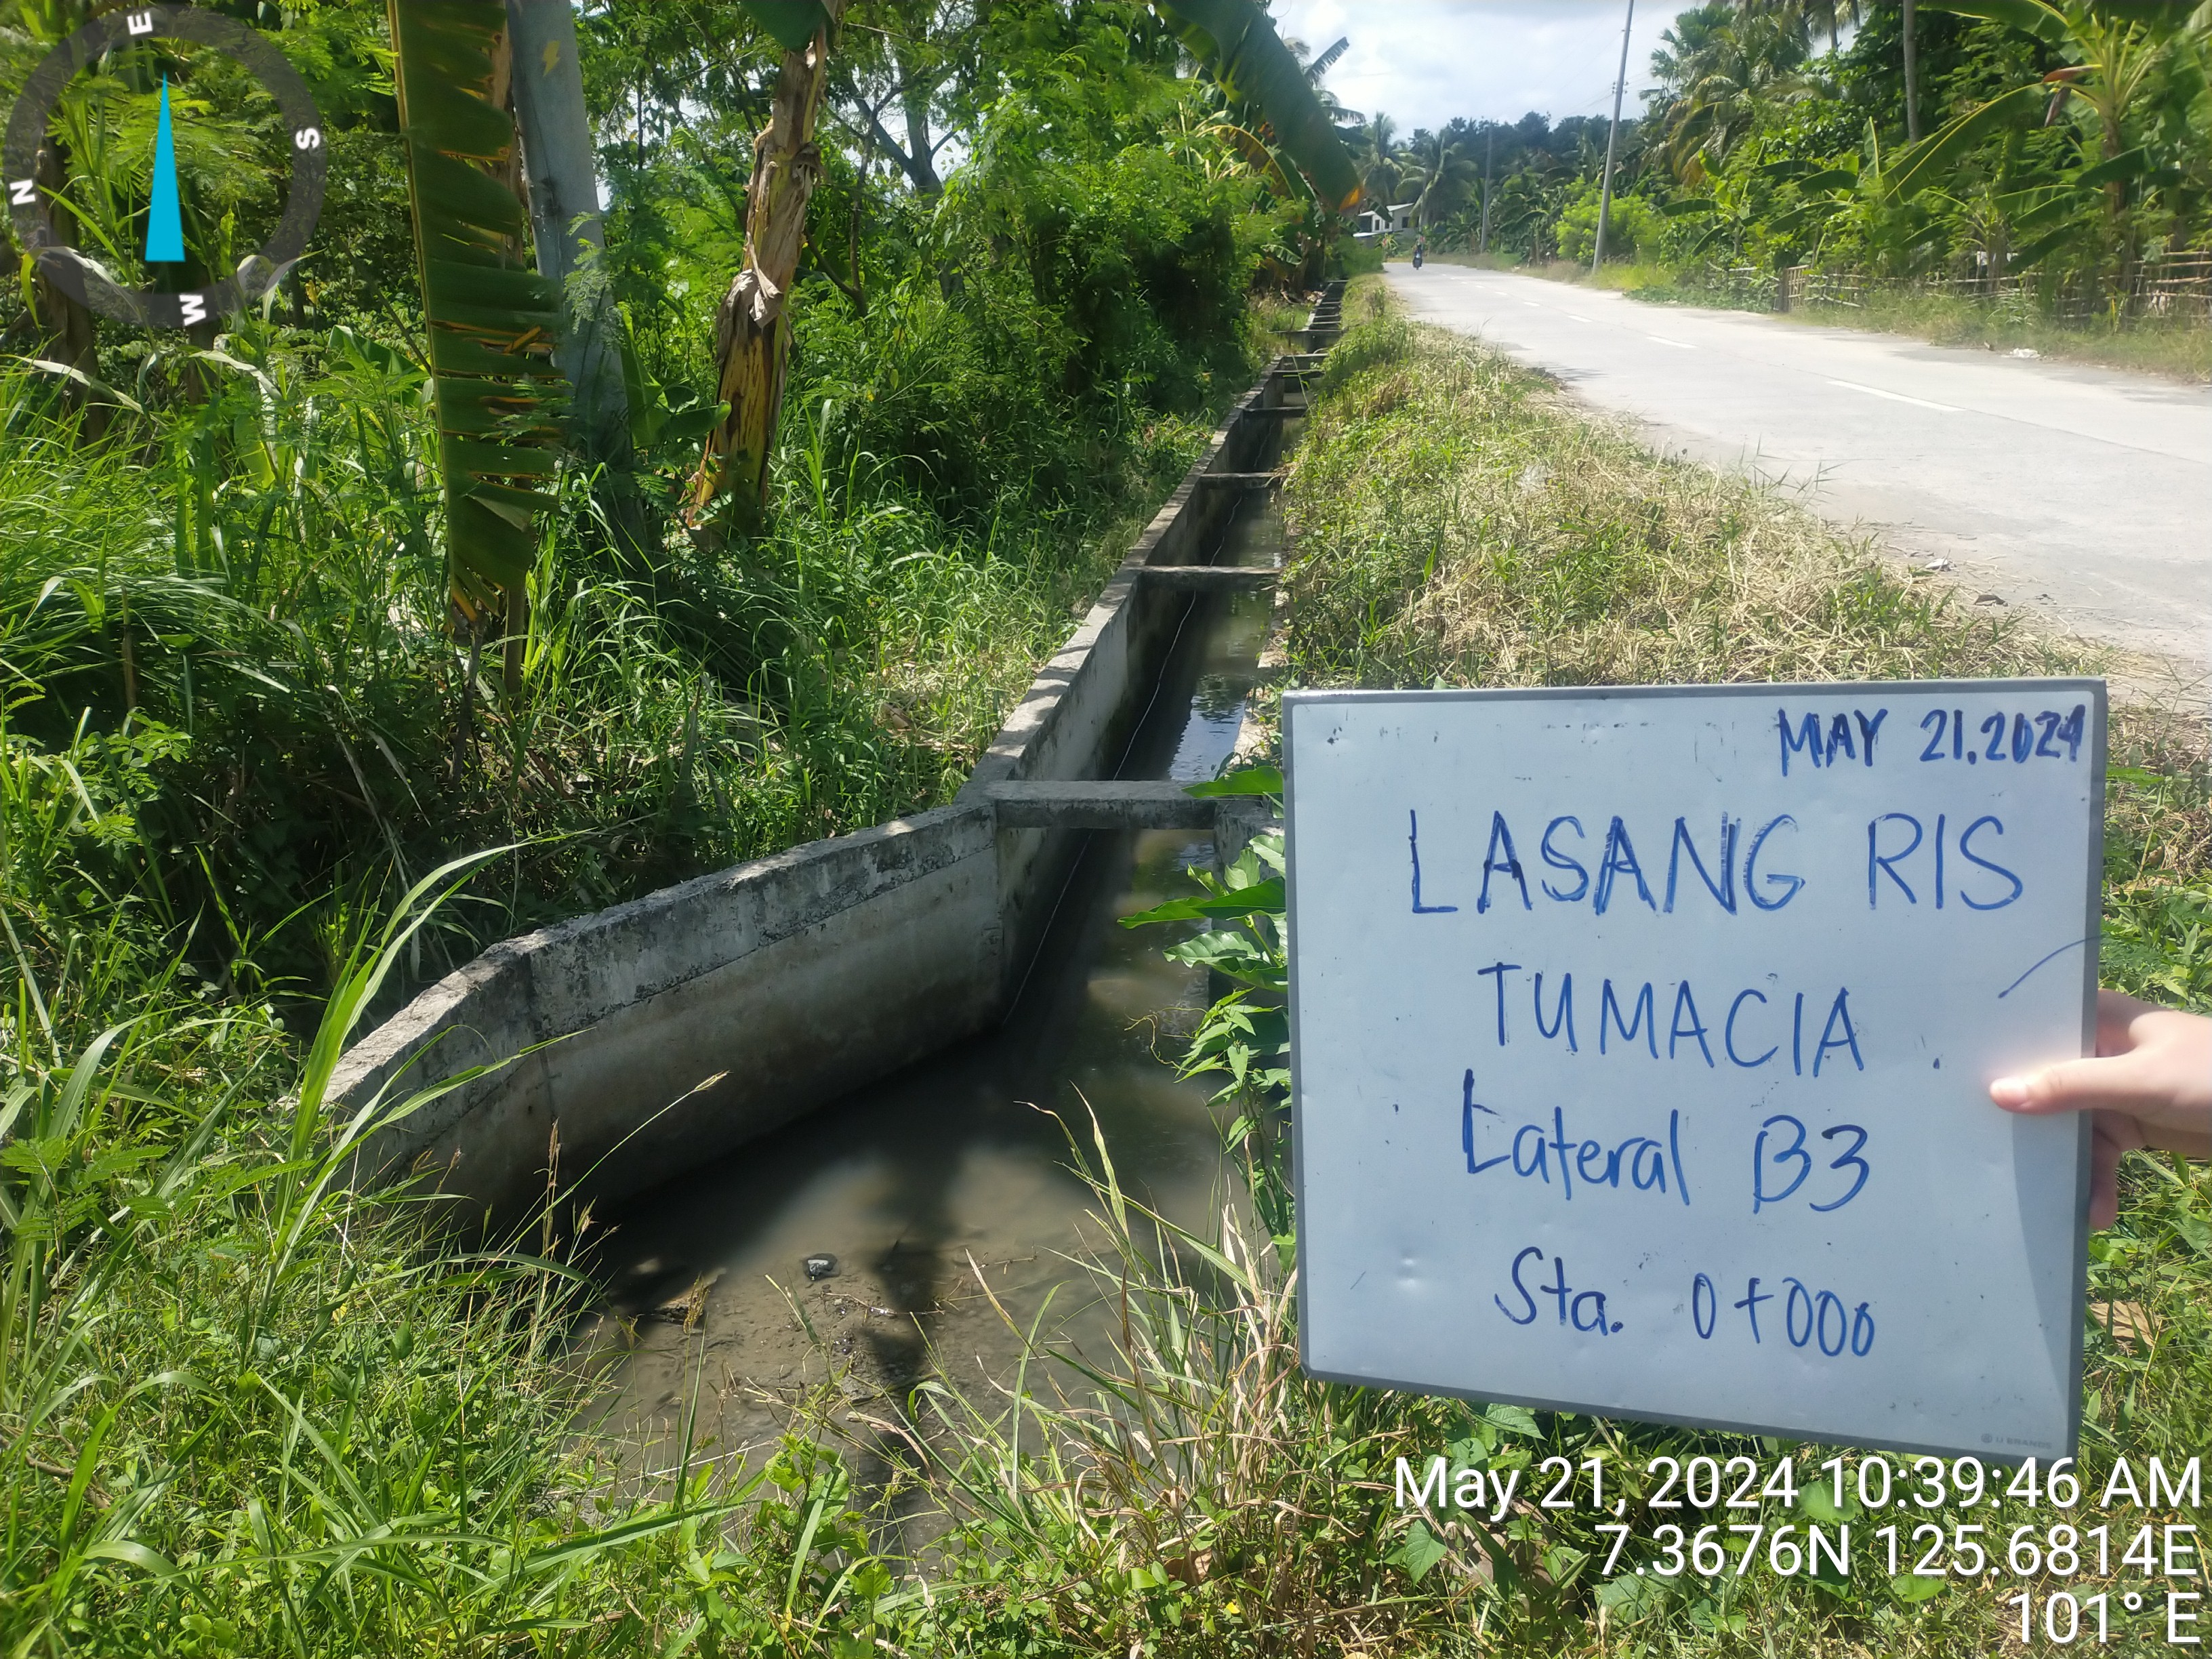 E
S
N
W
MAY 21.2024
LASANG RIS
TUMACIA
Lateral B3
Sta. 0+000
U BRANDS
May 21, 2024 10:39:46 AM
7.3676N 125.6814E
101° E